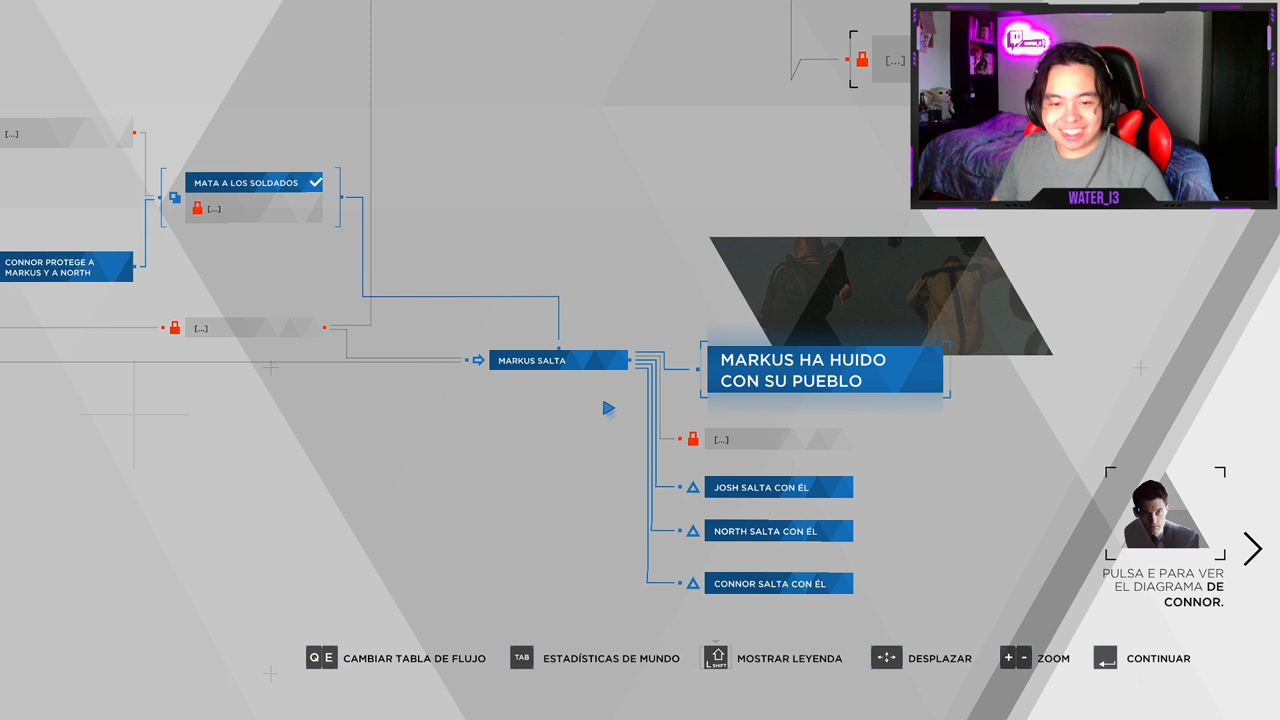 [...]
WATER_I3
[...]
MATA A LOS SOLDADOS
[...]
CONNOR PROTEGE A
MARKUS Y A NORTH
[...]
MARKUS SALTA
MARKUS HA HUIDO
CON SU PUEBLO
[...]
JOSH SALTA CON ÉL
NORTH SALTA CON ÉL
CONNOR SALTA CON ÉL
PULSA E PARA VER
EL DIAGRAMA DE
CONNOR.
Q E CAMBIAR TABLA DE FLUJO
TAB ESTADÍSTICAS DE MUNDO
L SHIFT MOSTRAR LEYENDA
DESPLAZAR
+ - ZOOM
CONTINUAR